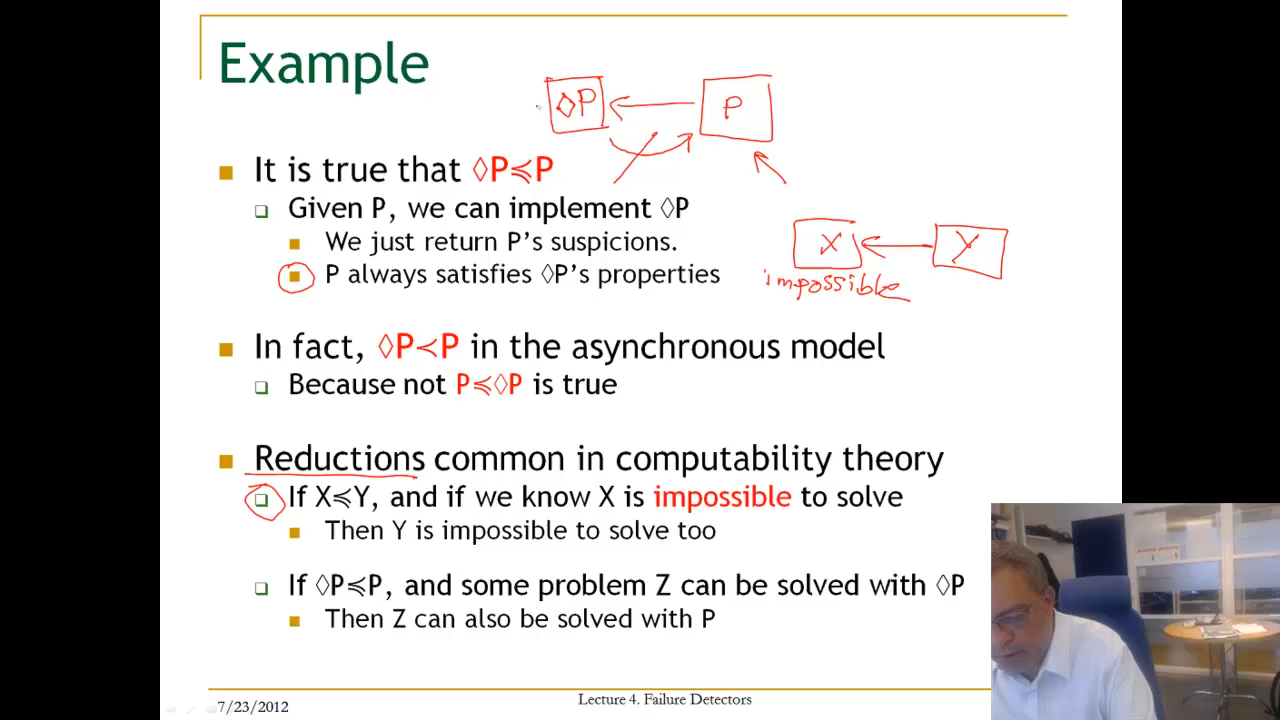 Example
◊P
P
It is true that ◊P≼P
Given P, we can implement ◊P
We just return P's suspicions.
X
Y
P always satisfies ◊P's properties
impossible
In fact, ◊P≺P in the asynchronous model
Because not P≼◊P is true
Reductions common in computability theory
If X≼Y, and if we know X is impossible to solve
Then Y is impossible to solve too
If ◊P≼P, and some problem Z can be solved with ◊P
Then Z can also be solved with P
7/23/2012
Lecture 4. Failure Detectors